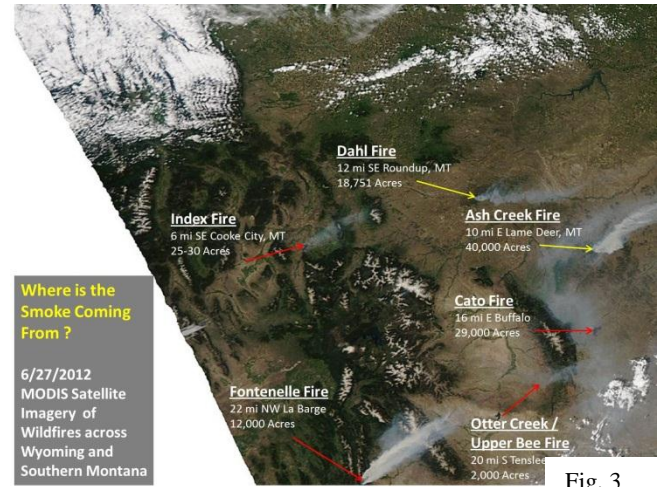 Dahl Fire
12 mi SE Roundup, MT
18,751 Acres
Index Fire
6 mi SE Cooke City, MT
25-30 Acres
Ash Creek Fire
10 mi E Lame Deer, MT
40,000 Acres
Where is the
Smoke Coming
From ?
6/27/2012
MODIS Satellite
Imagery of
Wildfires across
Wyoming and
Southern Montana
Cato Fire
16 mi E Buffalo
29,000 Acres
Fontenelle Fire
22 mi NW La Barge
12,000 Acres
Otter Creek /
Upper Bee Fire
20 mi S Tenslee
2,000 Acres
Fig. 3